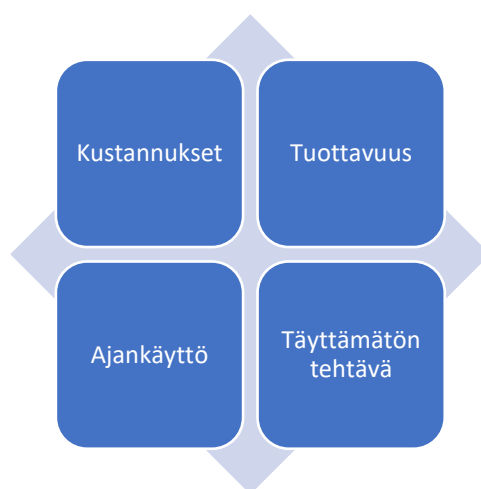 Kustannukset
Tuottavuus
Ajankäyttö
Täyttämätön
tehtävä